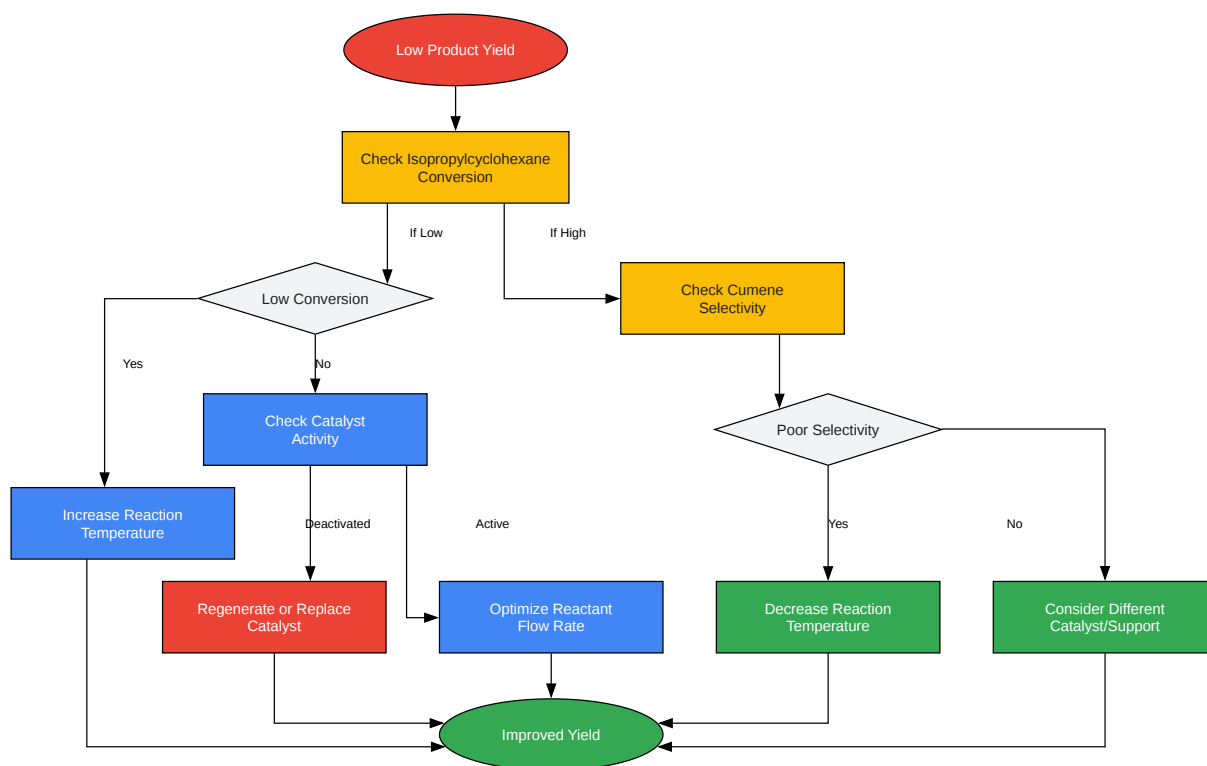 Low Product Yield
Check Isopropylcyclohexane
Conversion
If Low
If High
Low Conversion
Check Cumene
Selectivity
Yes
No
Check Catalyst
Activity
Poor Selectivity
Increase Reaction
Temperature
Deactivated
Active
Yes
No
Regenerate or Replace
Catalyst
Optimize Reactant
Flow Rate
Decrease Reaction
Temperature
Consider Different
Catalyst/Support
Improved Yield